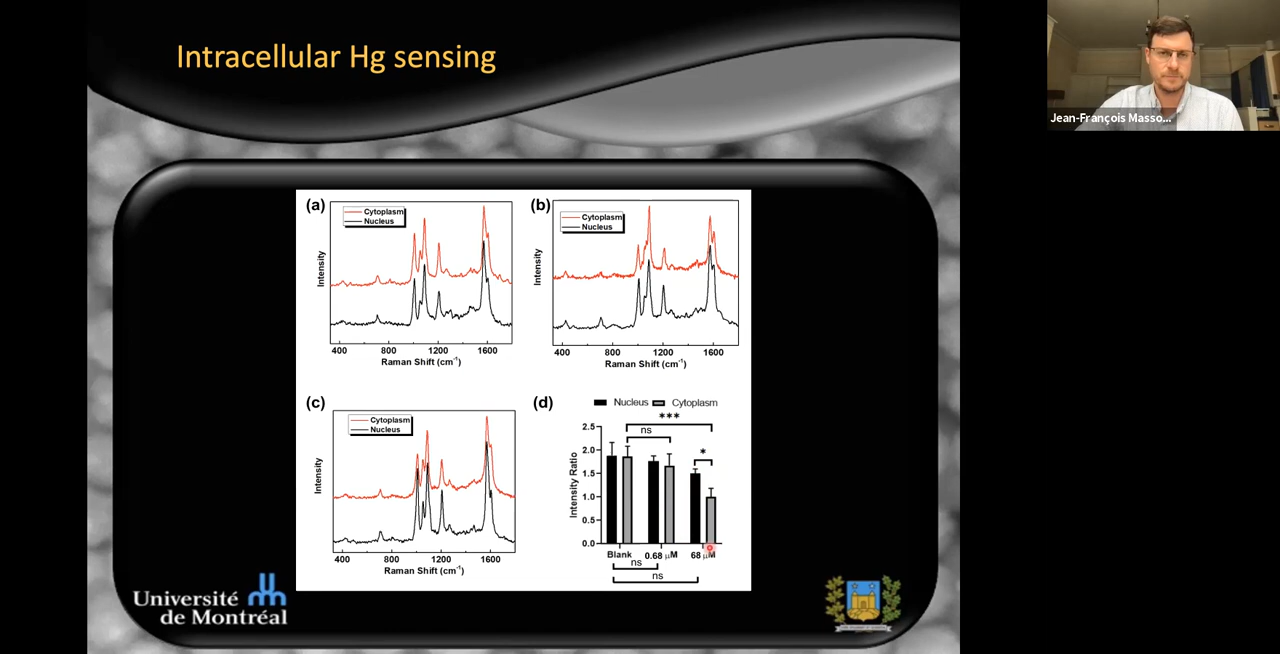 Intracellular Hg sensing
Jean-François Masso...
(a)
Cytoplasm
Nucleus
Intensity
400 800 1200 1600
Raman Shift (cm-1)
(b)
Cytoplasm
Nucleus
Intensity
400 800 1200 1600
Raman Shift (cm-1)
(c)
Cytoplasm
Nucleus
Intensity
400 800 1200 1600
Raman Shift (cm-1)
(d)
Nucleus Cytoplasm
***
ns
*
2.5
2.0
1.5
1.0
0.5
0.0
Intensity Ratio
Blank 0.68 µM 68 µM
ns
ns
Université
de Montréal